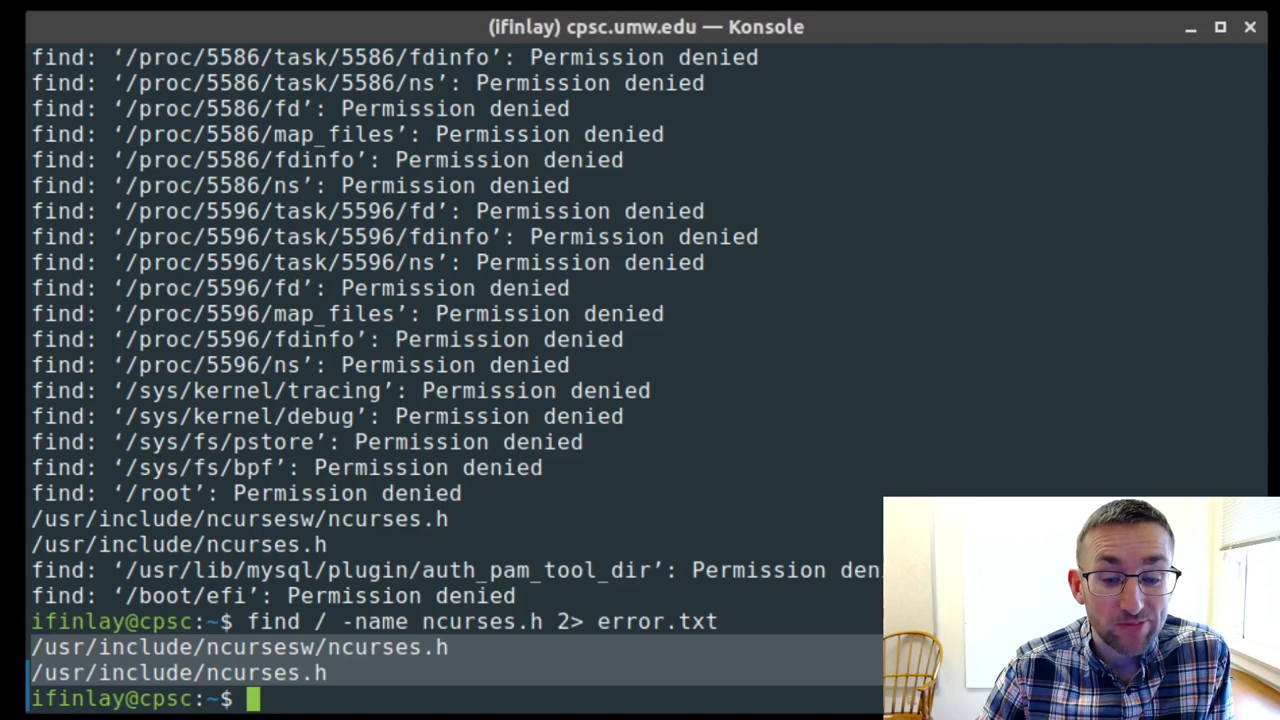 (ifinlay) cpsc.umw.edu — Konsole
find: ‘/proc/5586/task/5586/fdinfo’: Permission denied
find: ‘/proc/5586/task/5586/ns’: Permission denied
find: ‘/proc/5586/fd’: Permission denied
find: ‘/proc/5586/map_files’: Permission denied
find: ‘/proc/5586/fdinfo’: Permission denied
find: ‘/proc/5586/ns’: Permission denied
find: ‘/proc/5596/task/5596/fd’: Permission denied
find: ‘/proc/5596/task/5596/fdinfo’: Permission denied
find: ‘/proc/5596/task/5596/ns’: Permission denied
find: ‘/proc/5596/fd’: Permission denied
find: ‘/proc/5596/map_files’: Permission denied
find: ‘/proc/5596/fdinfo’: Permission denied
find: ‘/proc/5596/ns’: Permission denied
find: ‘/sys/kernel/tracing’: Permission denied
find: ‘/sys/kernel/debug’: Permission denied
find: ‘/sys/fs/pstore’: Permission denied
find: ‘/sys/fs/bpf’: Permission denied
find: ‘/root’: Permission denied
/usr/include/ncursesw/ncurses.h
/usr/include/ncurses.h
find: ‘/usr/lib/mysql/plugin/auth_pam_tool_dir’: Permission den
find: ‘/boot/efi’: Permission denied
ifinlay@cpsc:~$ find / -name ncurses.h 2> error.txt
/usr/include/ncursesw/ncurses.h
/usr/include/ncurses.h
ifinlay@cpsc:~$